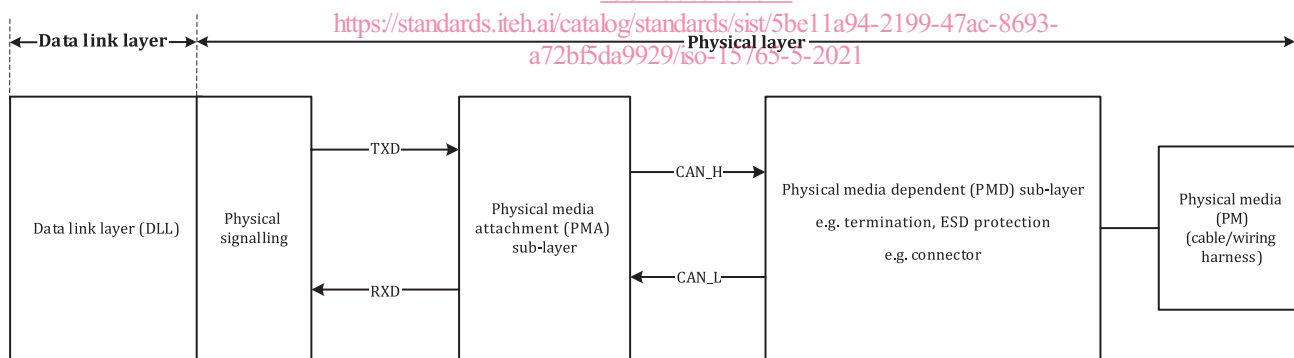 https://standards.iteh.ai/catalog/standards/sist/5be11a94-2199-47ac-8693-
a72bf5da9929/iso-15765-5-2021
Data link layer
Physical layer
Data link layer (DLL)
Physical
signalling
TXD
RXD
Physical media
attachment (PMA)
sub-layer
CAN_H
CAN_L
Physical media dependent (PMD) sub-layer
e.g. termination, ESD protection
e.g. connector
Physical media
(PM)
(cable/wiring
harness)